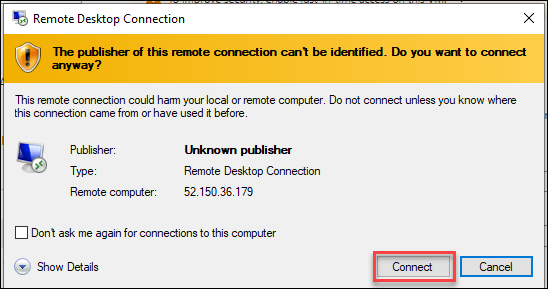 Remote Desktop Connection
The publisher of this remote connection can't be identified. Do you want to connect
anyway?
This remote connection could harm your local or remote computer. Do not connect unless you know where
this connection came from or have used it before.
Publisher: Unknown publisher
Type: Remote Desktop Connection
Remote computer: 52.150.36.179
Don't ask me again for connections to this computer
Show Details
Connect
Cancel